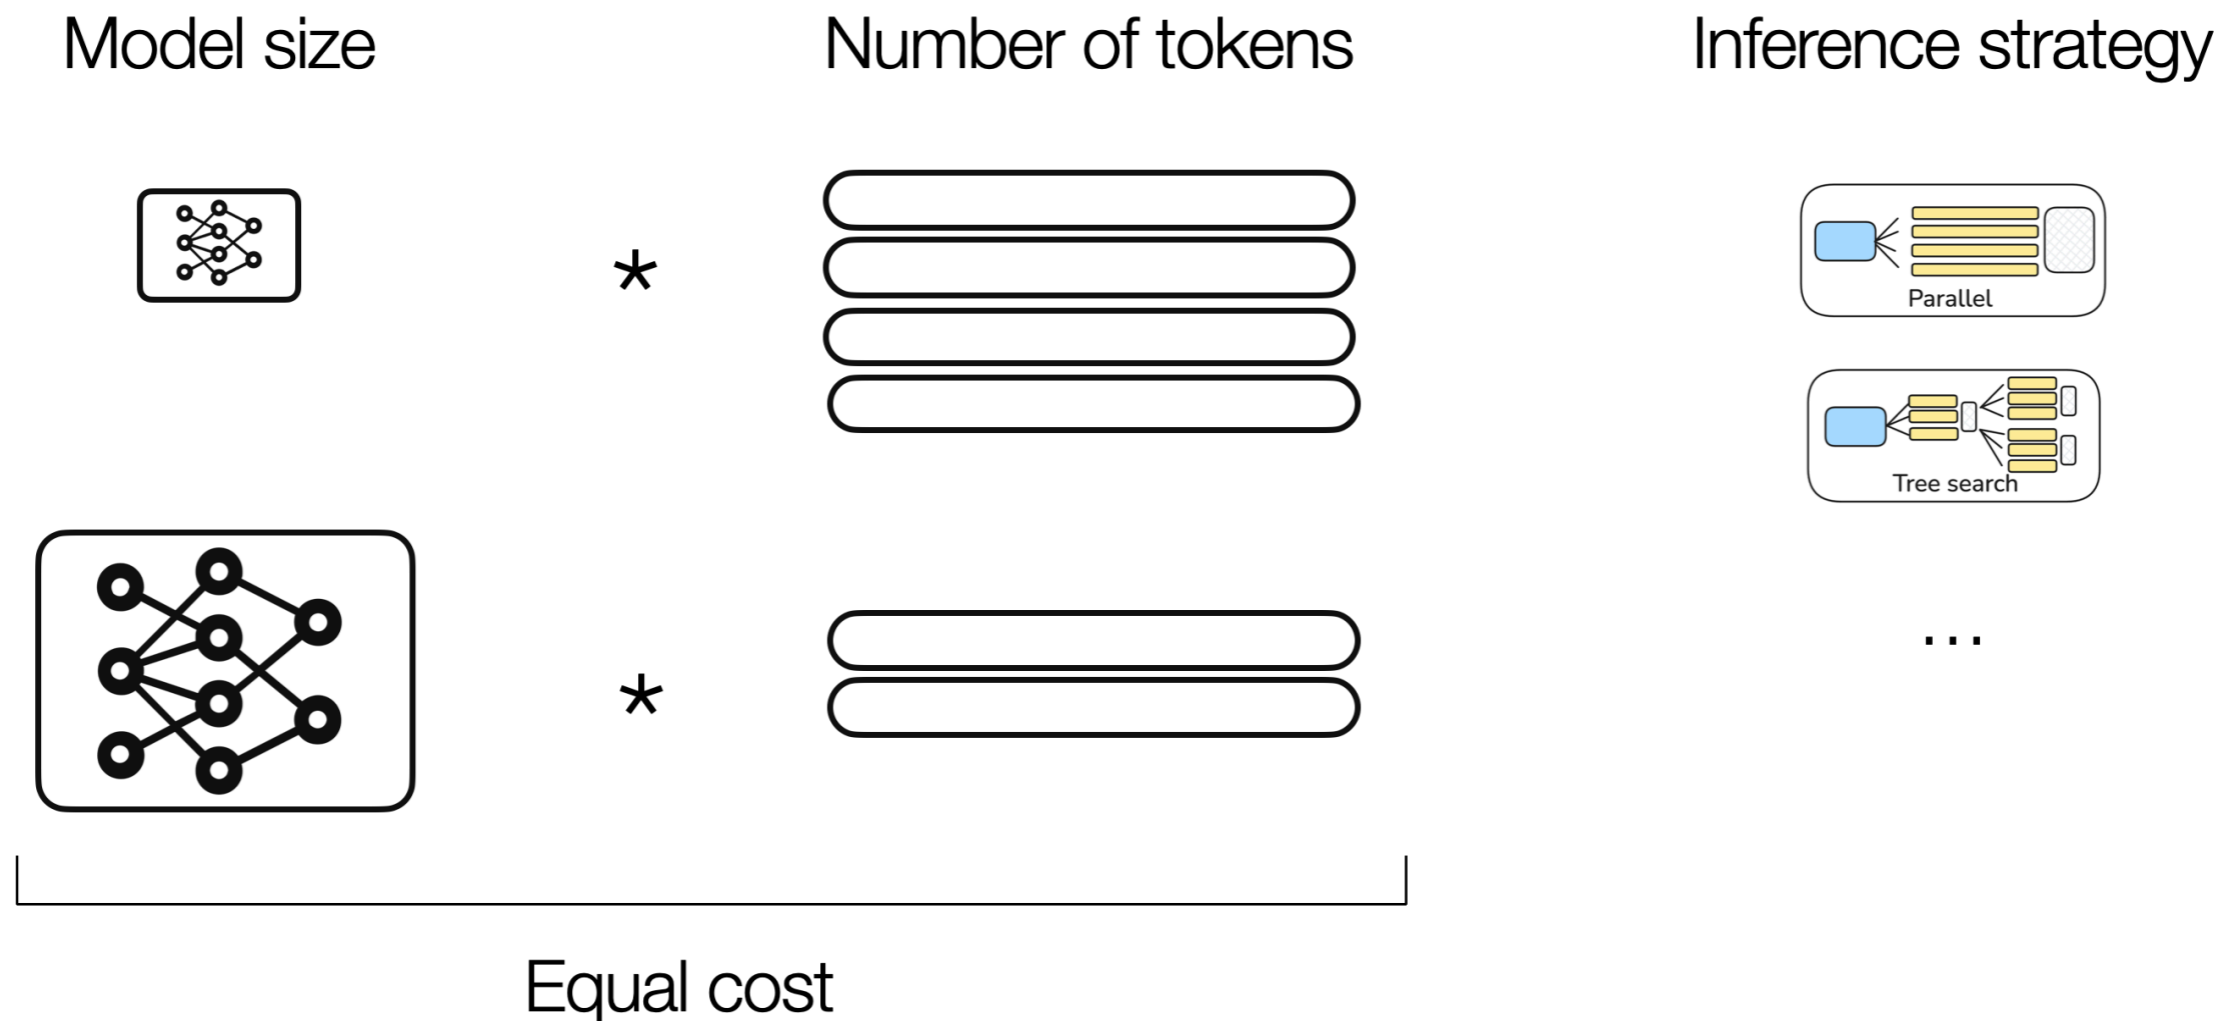 Model size
Number of tokens
Inference strategy
*
Parallel
Tree search
*
...
Equal cost